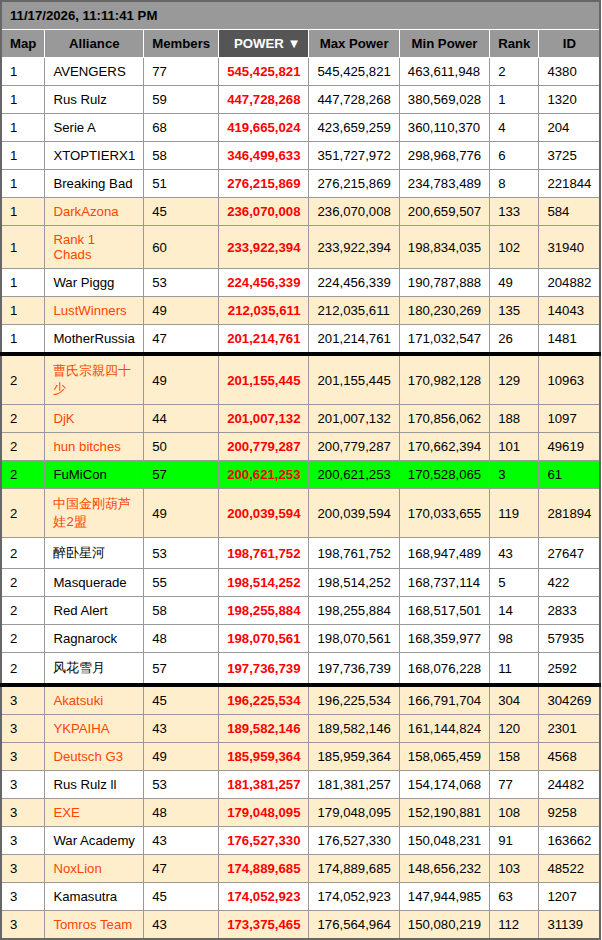 11/17/2026, 11:11:41 PM
Map Alliance Members POWER ▼ Max Power Min Power Rank ID
1 AVENGERS 77 545,425,821 545,425,821 463,611,948 2 4380
1 Rus Rulz 59 447,728,268 447,728,268 380,569,028 1 1320
1 Serie A 68 419,665,024 423,659,259 360,110,370 4 204
1 XTOPTIERX1 58 346,499,633 351,727,972 298,968,776 6 3725
1 Breaking Bad 51 276,215,869 276,215,869 234,783,489 8 221844
1 DarkAzona 45 236,070,008 236,070,008 200,659,507 133 584
1 Rank 1 Chads 60 233,922,394 233,922,394 198,834,035 102 31940
1 War Piggg 53 224,456,339 224,456,339 190,787,888 49 204882
1 LustWinners 49 212,035,611 212,035,611 180,230,269 135 14043
1 MotherRussia 47 201,214,761 201,214,761 171,032,547 26 1481
2 曹氏宗親四十少 49 201,155,445 201,155,445 170,982,128 129 10963
2 DjK 44 201,007,132 201,007,132 170,856,062 188 1097
2 hun bitches 50 200,779,287 200,779,287 170,662,394 101 49619
2 FuMiCon 57 200,621,253 200,621,253 170,528,065 3 61
2 中国金刚葫芦娃2盟 49 200,039,594 200,039,594 170,033,655 119 281894
2 醉卧星河 53 198,761,752 198,761,752 168,947,489 43 27647
2 Masquerade 55 198,514,252 198,514,252 168,737,114 5 422
2 Red Alert 58 198,255,884 198,255,884 168,517,501 14 2833
2 Ragnarock 48 198,070,561 198,070,561 168,359,977 98 57935
2 风花雪月 57 197,736,739 197,736,739 168,076,228 11 2592
3 Akatsuki 45 196,225,534 196,225,534 166,791,704 304 304269
3 YKPAIHA 43 189,582,146 189,582,146 161,144,824 120 2301
3 Deutsch G3 49 185,959,364 185,959,364 158,065,459 158 4568
3 Rus Rulz ll 53 181,381,257 181,381,257 154,174,068 77 24482
3 EXE 48 179,048,095 179,048,095 152,190,881 108 9258
3 War Academy 43 176,527,330 176,527,330 150,048,231 91 163662
3 NoxLion 47 174,889,685 174,889,685 148,656,232 103 48522
3 Kamasutra 45 174,052,923 174,052,923 147,944,985 63 1207
3 Tomros Team 43 173,375,465 176,564,964 150,080,219 112 31139